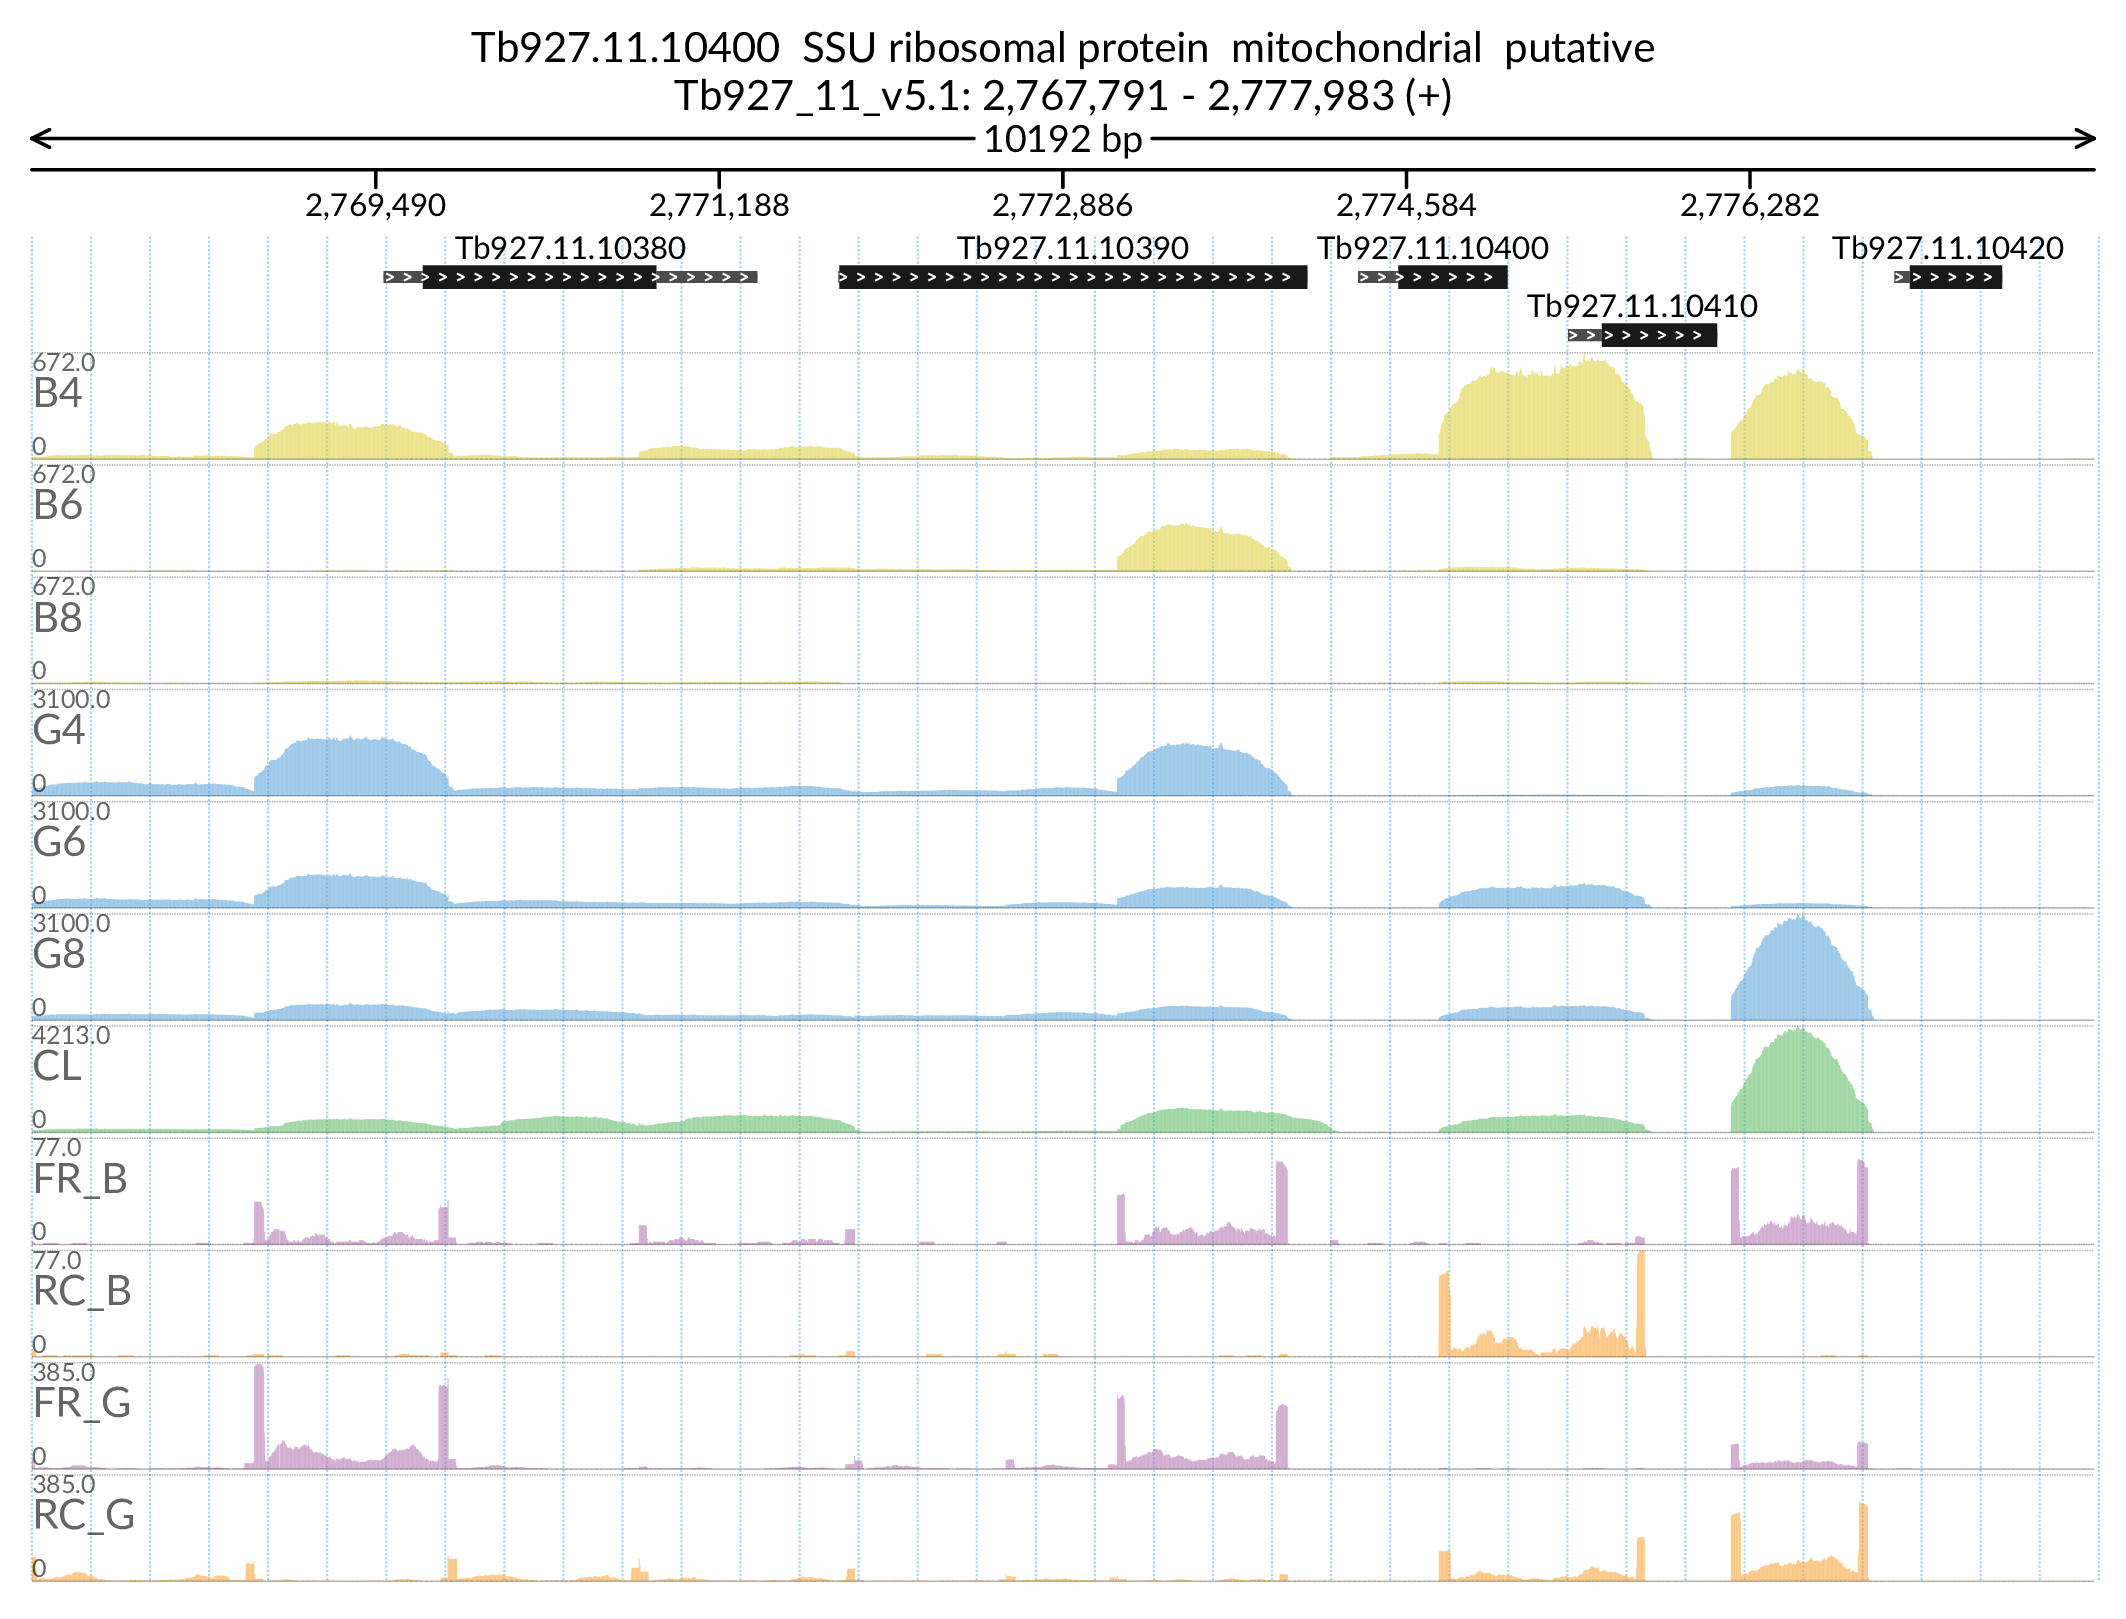 Tb927.11.10400 SSU ribosomal protein mitochondrial putative
Tb927_11_v5.1: 2,767,791 - 2,777,983 (+)
10192 bp
2,769,490 2,771,188 2,772,886 2,774,584 2,776,282
Tb927.11.10380 Tb927.11.10390 Tb927.11.10400 Tb927.11.10420
Tb927.11.10410
672.0
B4
0
672.0
B6
0
672.0
B8
0
3100.0
G4
0
3100.0
G6
0
3100.0
G8
0
4213.0
CL
0
77.0
FR_B
0
77.0
RC_B
0
385.0
FR_G
0
385.0
RC_G
0